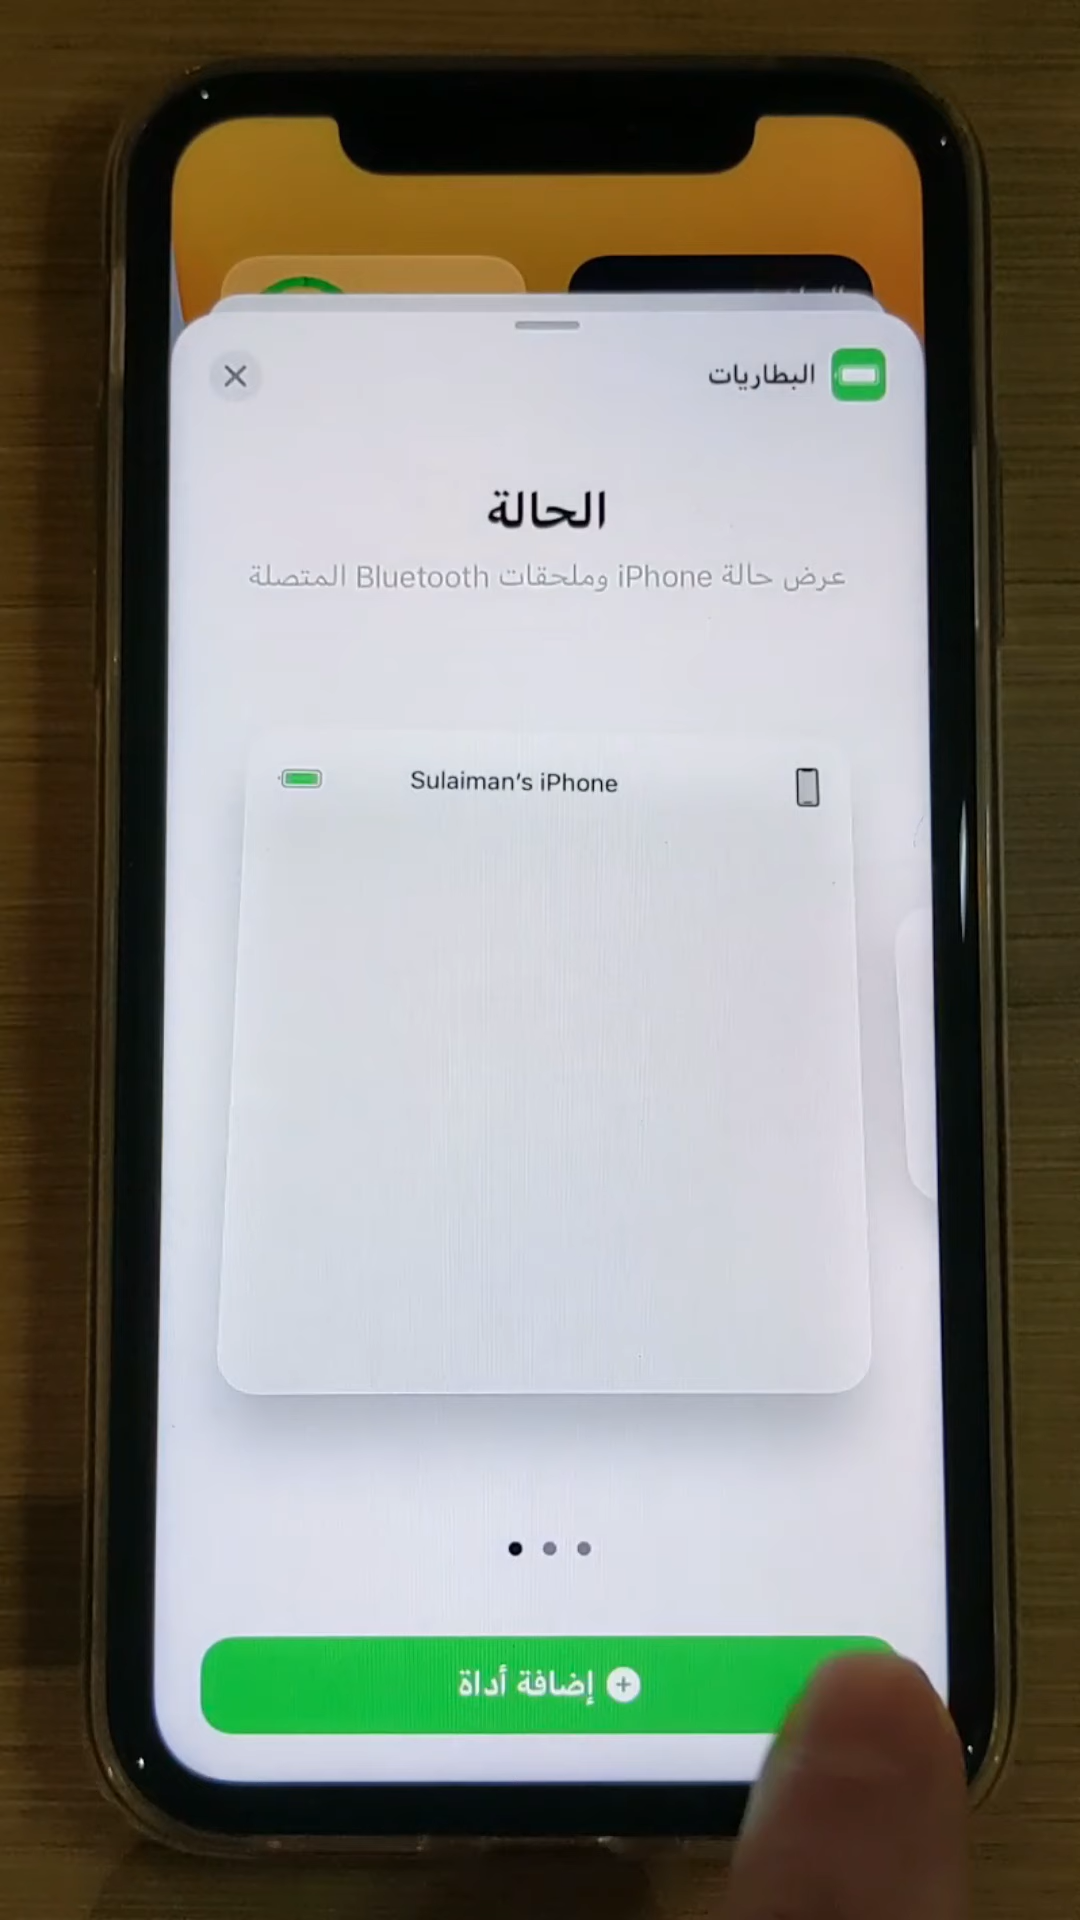 البطاريات
الحالة
عرض حالة iPhone وملحقات Bluetooth المتصلة
Sulaiman's iPhone
إضافة أداة